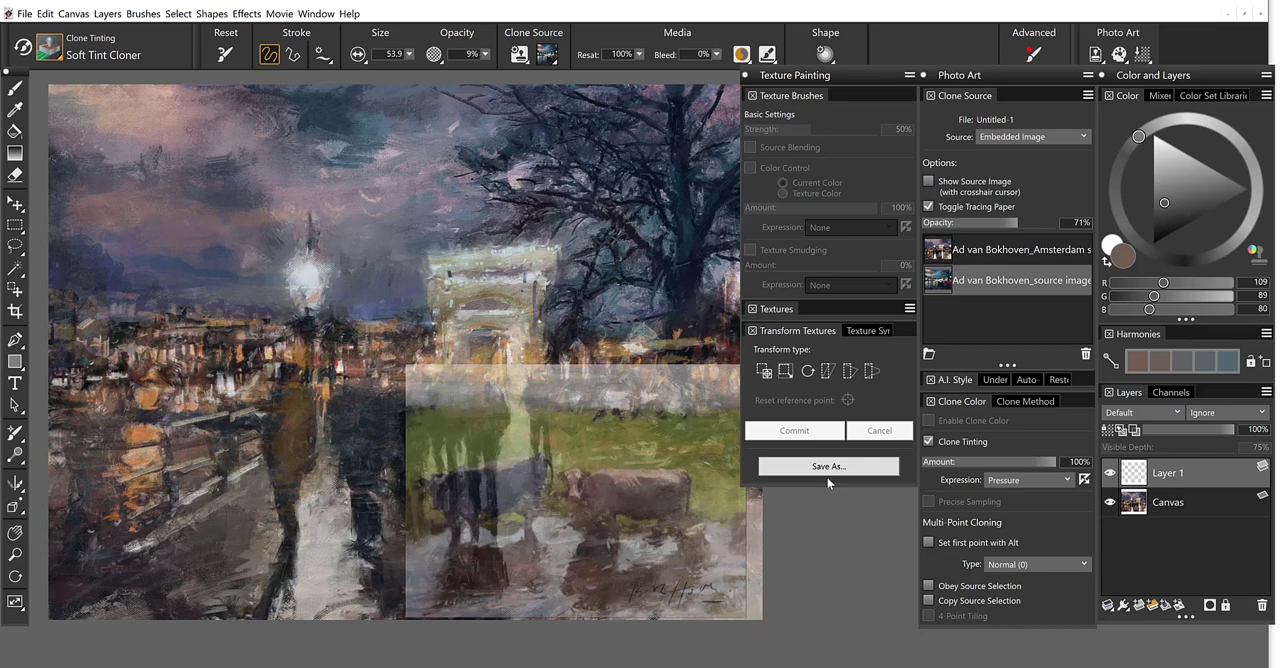 File Edit Canvas Layers Brushes Select Shapes Effects Movie Window Help
Clone Tinting
Soft Tint Cloner
Reset Stroke Size Opacity Clone Source Media Shape Advanced Photo Art
53.9 9% Resat: 100% Bleed: 0%
Texture Painting
Texture Brushes
Basic Settings
Strength: 50%
Source Blending
Color Control
Current Color
Texture Color
Amount: 100%
Expression: None
Texture Smudging
Amount: 0%
Expression: None
Textures
Transform Textures Texture Syr
Transform type:
Reset reference point:
Commit Cancel
Save As...
Photo Art
Clone Source
File: Untitled-1
Source: Embedded Image
Options:
Show Source Image
(with crosshair cursor)
Toggle Tracing Paper
Opacity: 71%
Ad van Bokhoven_Amsterdam s
Ad van Bokhoven_source image
A.I. Style Under Auto- Rest
Clone Color Clone Method
Enable Clone Color
Clone Tinting
Amount: 100%
Expression: Pressure
Precise Sampling
Multi-Point Cloning
Set first point with Alt
Type: Normal (0)
Obey Source Selection
Copy Source Selection
4-Point Tiling
Color and Layers
Color Mixer Color Set Librari
R 109
G 89
B 80
Harmonies
Layers Channels
Default Ignore
100%
Visible Depth: 75%
Layer 1
Canvas